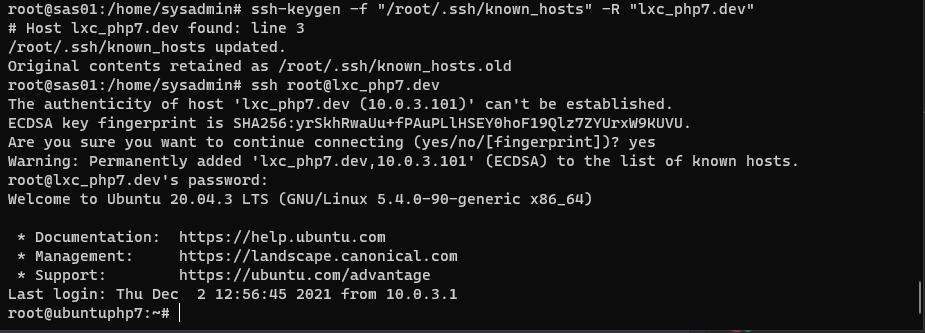 root@sas01:/home/sysadmin# ssh-keygen -f "/root/.ssh/known_hosts" -R "lxc_php7.dev"
# Host lxc_php7.dev found: line 3
/root/.ssh/known_hosts updated.
Original contents retained as /root/.ssh/known_hosts.old
root@sas01:/home/sysadmin# ssh root@lxc_php7.dev
The authenticity of host 'lxc_php7.dev (10.0.3.101)' can't be established.
ECDSA key fingerprint is SHA256:yrSkhRwaUu+fPAuPLlHSEY0hoF19Qlz7ZYUrxW9KUVU.
Are you sure you want to continue connecting (yes/no/[fingerprint])? yes
Warning: Permanently added 'lxc_php7.dev,10.0.3.101' (ECDSA) to the list of known hosts.
root@lxc_php7.dev's password:
Welcome to Ubuntu 20.04.3 LTS (GNU/Linux 5.4.0-90-generic x86_64)
 * Documentation:  https://help.ubuntu.com
 * Management:     https://landscape.canonical.com
 * Support:        https://ubuntu.com/advantage
Last login: Thu Dec  2 12:56:45 2021 from 10.0.3.1
root@ubuntuphp7:~#